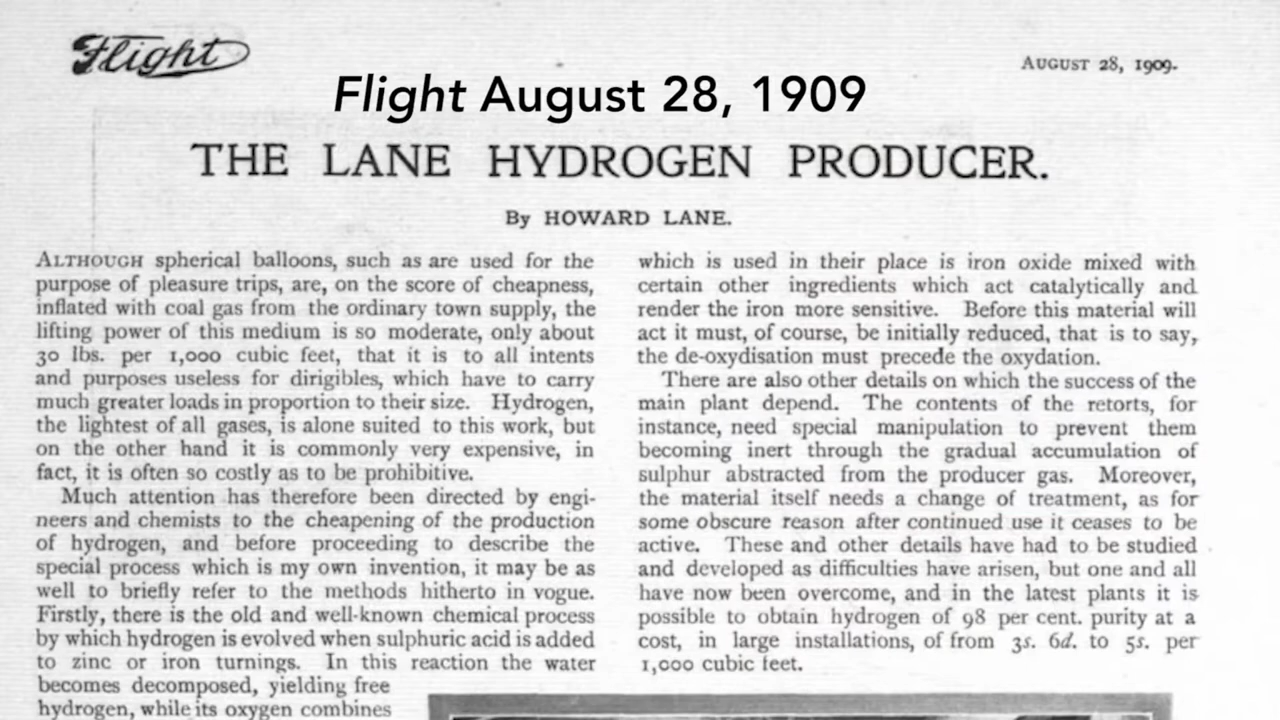 Flight
AUGUST 28, 1909.
Flight August 28, 1909
THE LANE HYDROGEN PRODUCER.
By HOWARD LANE.
ALTHOUGH spherical balloons, such as are used for the
purpose of pleasure trips, are, on the score of cheapness,
inflated with coal gas from the ordinary town supply, the
lifting power of this medium is so moderate, only about
30 lbs. per 1,000 cubic feet, that it is to all intents
and purposes useless for dirigibles, which have to carry
much greater loads in proportion to their size. Hydrogen,
the lightest of all gases, is alone suited to this work, but
on the other hand it is commonly very expensive, in
fact, it is often so costly as to be prohibitive.
Much attention has therefore been directed by engi-
neers and chemists to the cheapening of the production
of hydrogen, and before proceeding to describe the
special process which is my own invention, it may be as
well to briefly refer to the methods hitherto in vogue.
Firstly, there is the old and well-known chemical process
by which hydrogen is evolved when sulphuric acid is added
to zinc or iron turnings. In this reaction the water
becomes decomposed, yielding free
hydrogen, while its oxygen combines
which is used in their place is iron oxide mixed with
certain other ingredients which act catalytically and
render the iron more sensitive. Before this material will
act it must, of course, be initially reduced, that is to say,
the de-oxydisation must precede the oxydation.
There are also other details on which the success of the
main plant depend. The contents of the retorts, for
instance, need special manipulation to prevent them
becoming inert through the gradual accumulation of
sulphur abstracted from the producer gas. Moreover,
the material itself needs a change of treatment, as for
some obscure reason after continued use it ceases to be
active. These and other details have had to be studied
and developed as difficulties have arisen, but one and all
have now been overcome, and in the latest plants it is
possible to obtain hydrogen of 98 per cent. purity at a
cost, in large installations, of from 3s. 6d. to 5s. per
1,000 cubic feet.